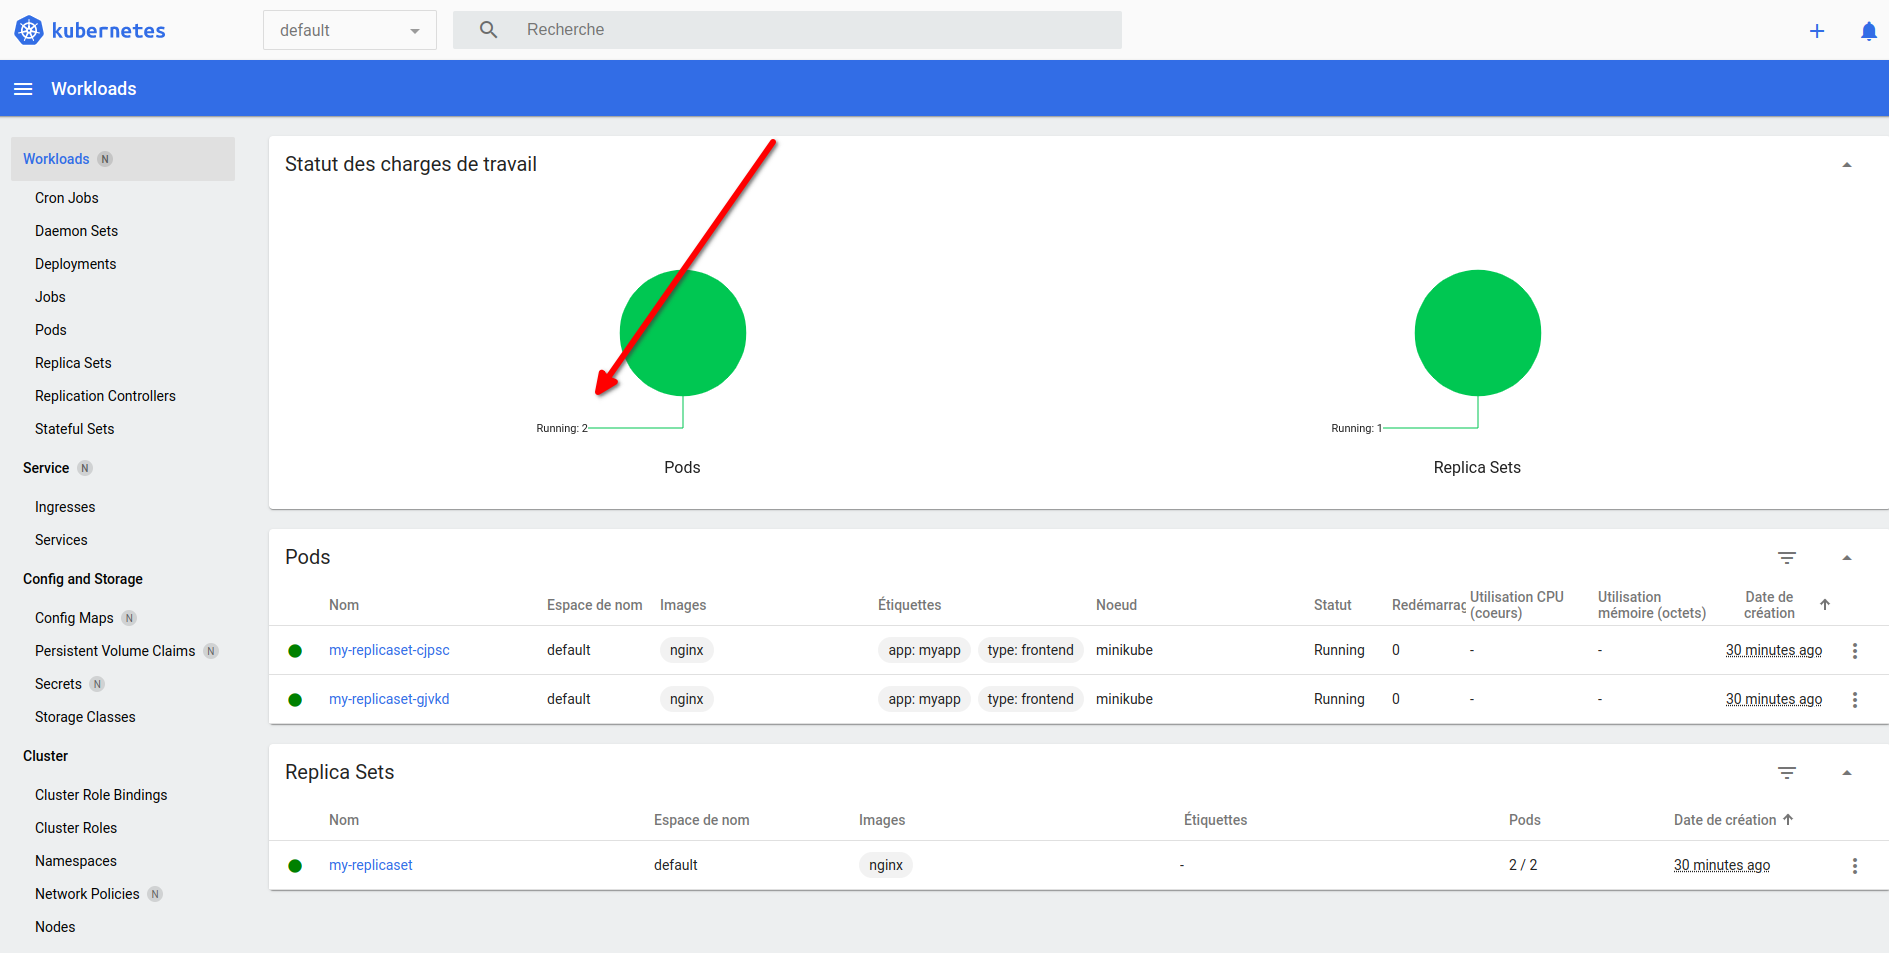 kubernetes
default
Recherche
Workloads
Workloads N
Cron Jobs
Daemon Sets
Deployments
Jobs
Pods
Replica Sets
Replication Controllers
Stateful Sets
Service N
Ingresses
Services
Config and Storage
Config Maps N
Persistent Volume Claims N
Secrets N
Storage Classes
Cluster
Cluster Role Bindings
Cluster Roles
Namespaces
Network Policies N
Nodes
Statut des charges de travail
Running: 2
Pods
Running: 1
Replica Sets
Pods
Nom Espace de nom Images Étiquettes Noeud Statut Redémarrag Utilisation CPU (coeurs) Utilisation mémoire (octets) Date de création
my-replicaset-cjpsc default nginx app: myapp type: frontend minikube Running 0 - - 30 minutes ago
my-replicaset-gjvkd default nginx app: myapp type: frontend minikube Running 0 - - 30 minutes ago
Replica Sets
Nom Espace de nom Images Étiquettes Pods Date de création
my-replicaset default nginx - 2 / 2 30 minutes ago